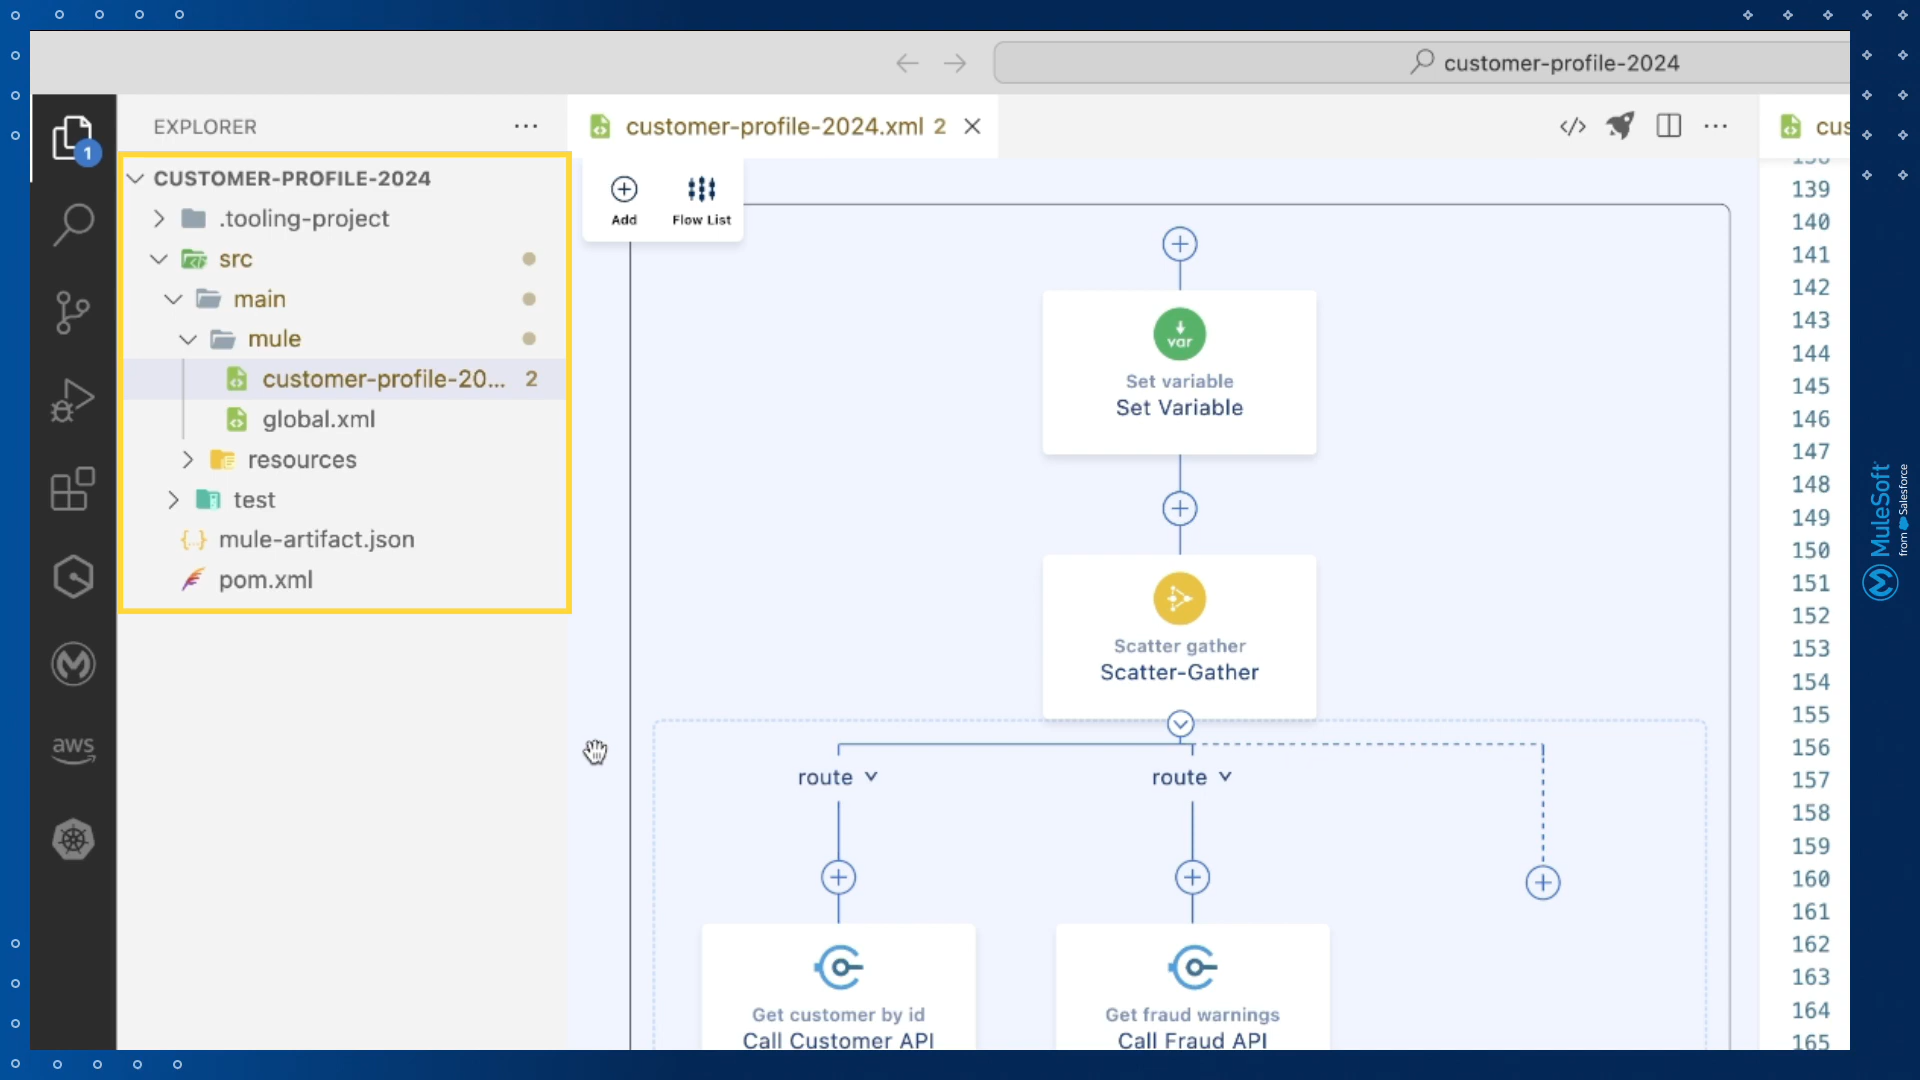 customer-profile-2024
EXPLORER
customer-profile-2024.xml 2
cus
1
CUSTOMER-PROFILE-2024
.tooling-project
src
main
mule
customer-profile-20... 2
global.xml
resources
test
mule-artifact.json
pom.xml
aws
Add
Flow List
var
Set variable
Set Variable
Scatter gather
Scatter-Gather
route
route
Get customer by id
Call Customer API
Get fraud warnings
Call Fraud API
139
140
141
142
143
144
145
146
147
148
149
150
151
152
153
154
155
156
157
158
159
160
161
162
163
164
165
MuleSoft
from Salesforce